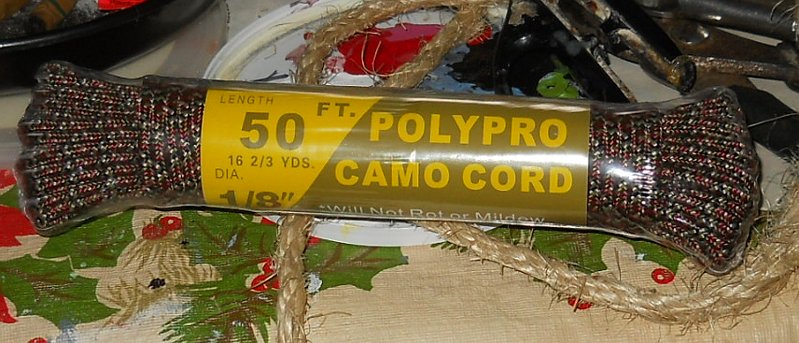 LENGTH
50 FT.
16 2/3 YDS.
DIA.
1/8"
POLYPRO
CAMO CORD
*Will Not Rot or Mildew